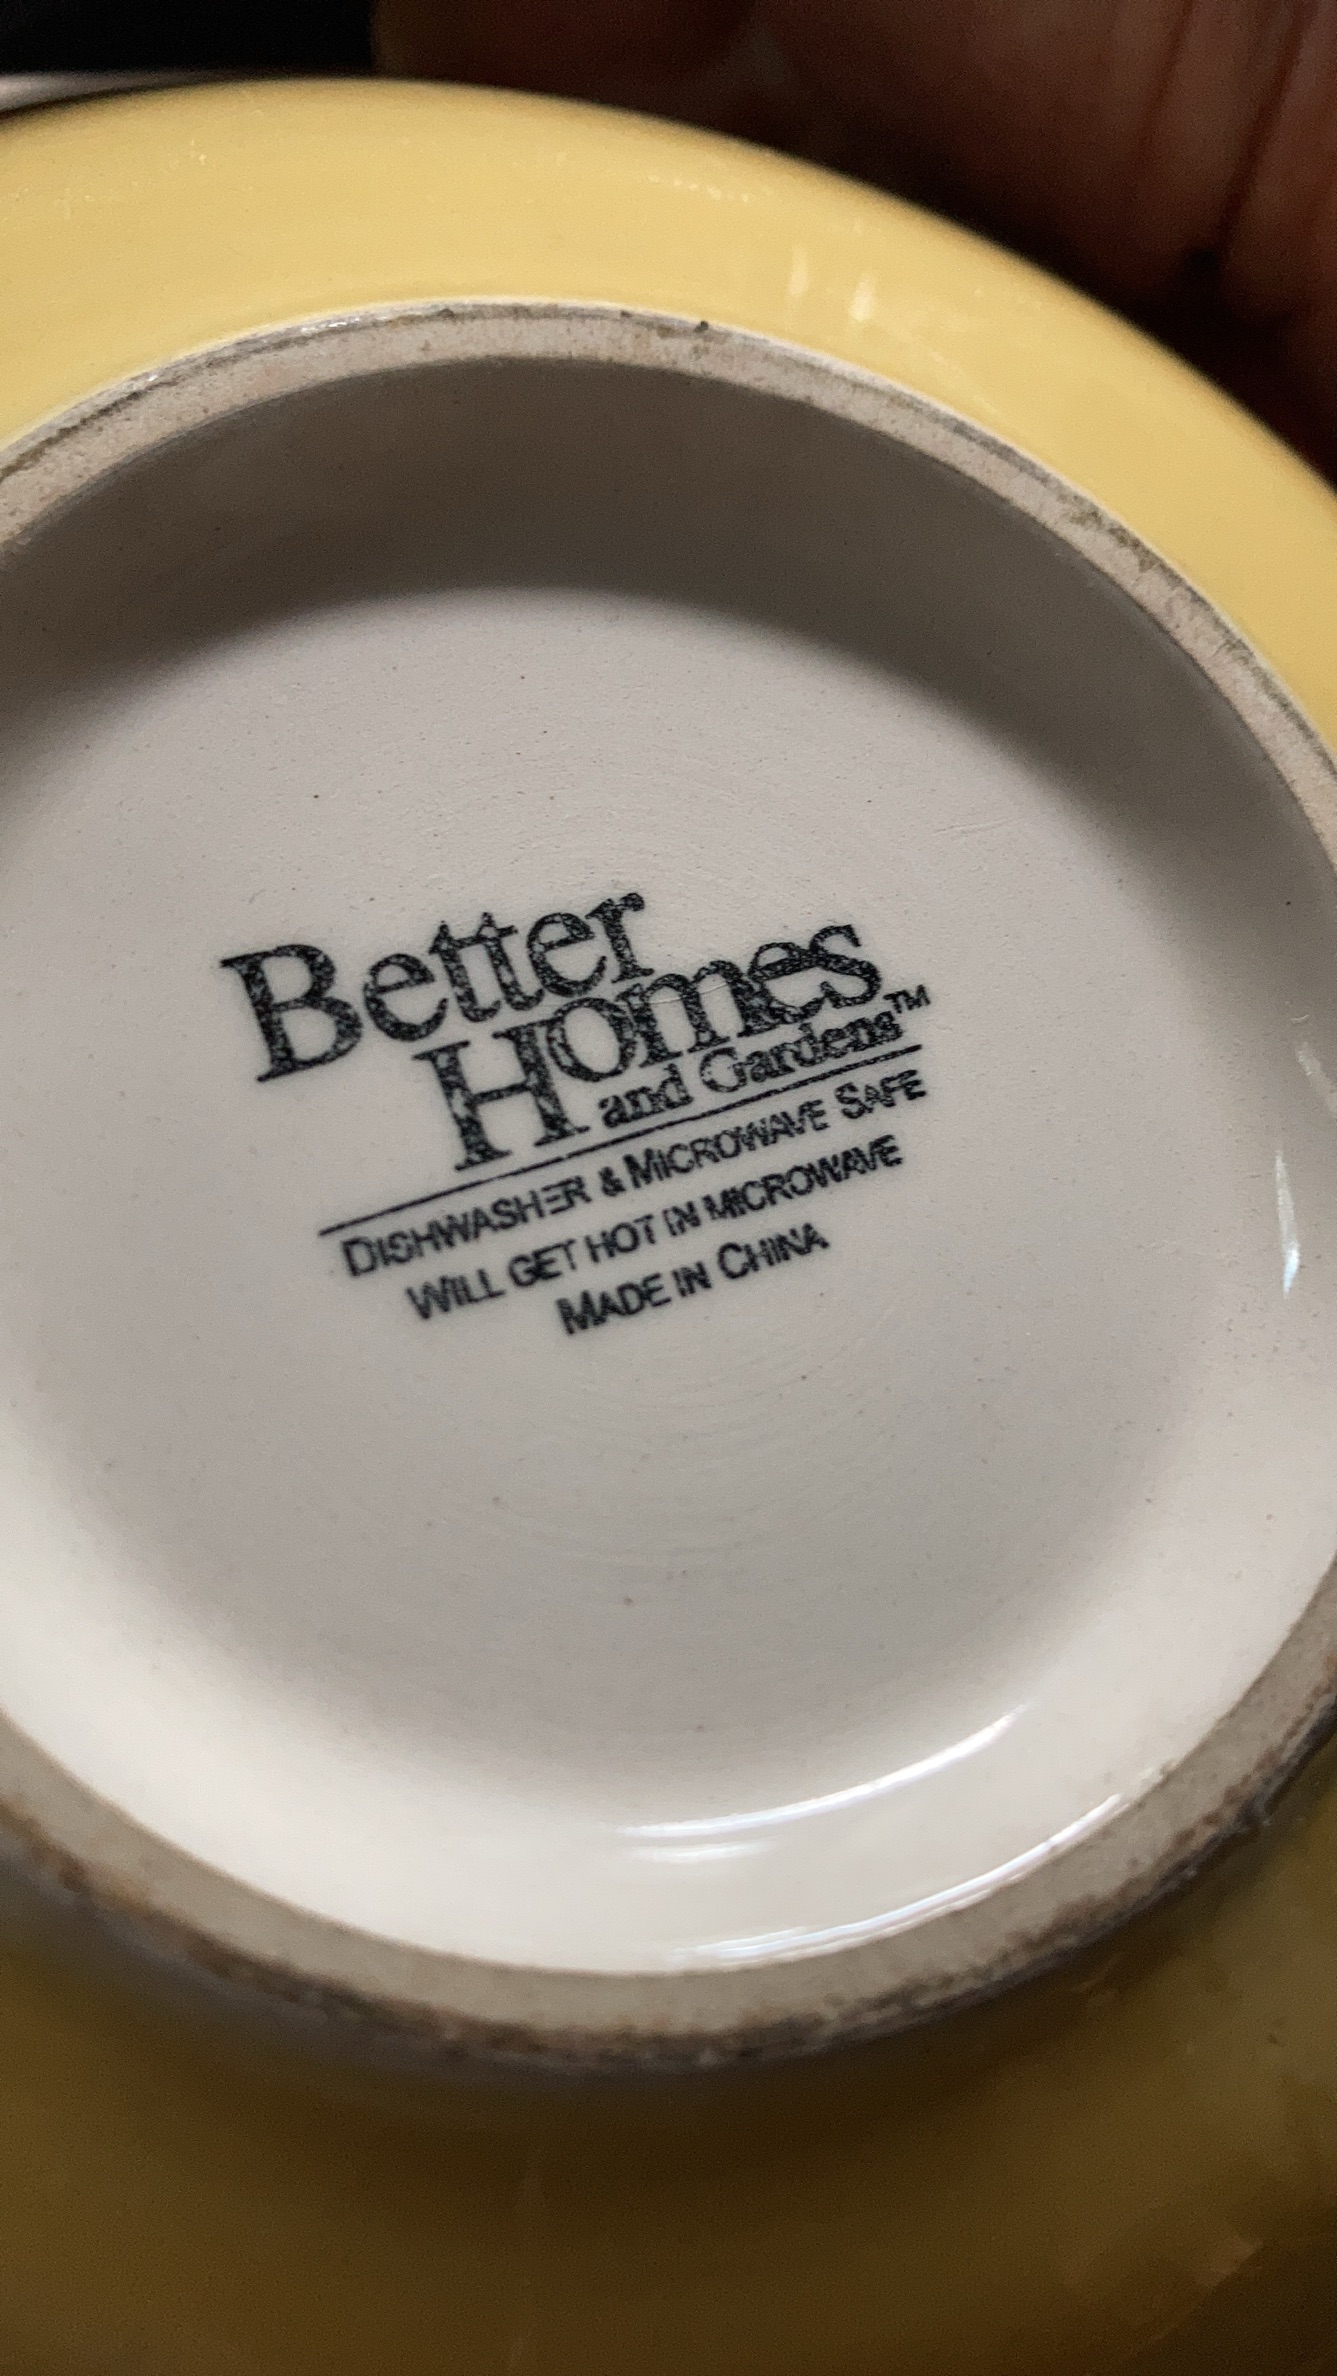 Better
Homes
and Gardens™
DISHWASHER & MICROWAVE SAFE
WILL GET HOT IN MICROWAVE
MADE IN CHINA